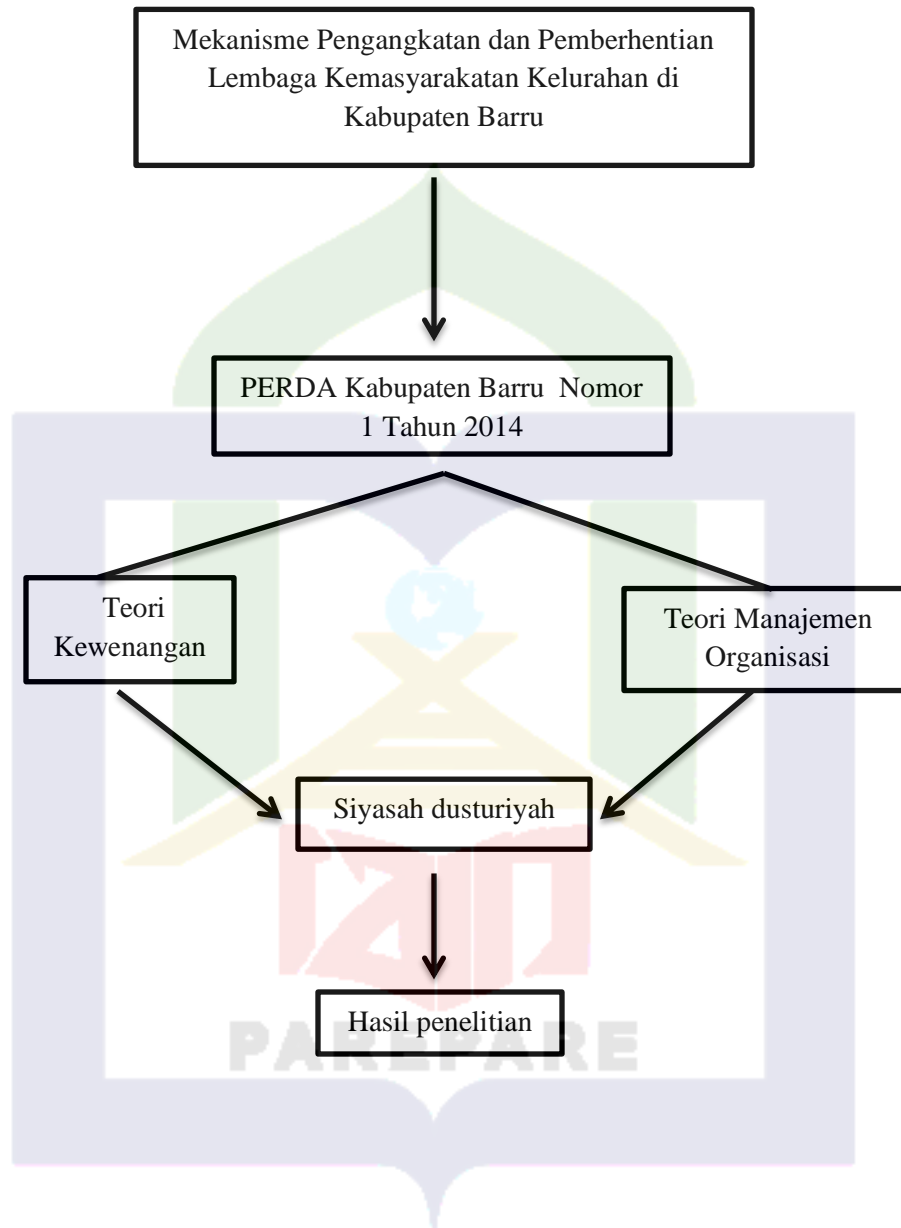 Mekanisme Pengangkatan dan Pemberhentian
Lembaga Kemasyarakatan Kelurahan di
Kabupaten Barru
PERDA Kabupaten Barru Nomor
1 Tahun 2014
Teori
Kewenangan
Teori Manajemen
Organisasi
Siyasah dusturiyah
Hasil penelitian
PAREPARE